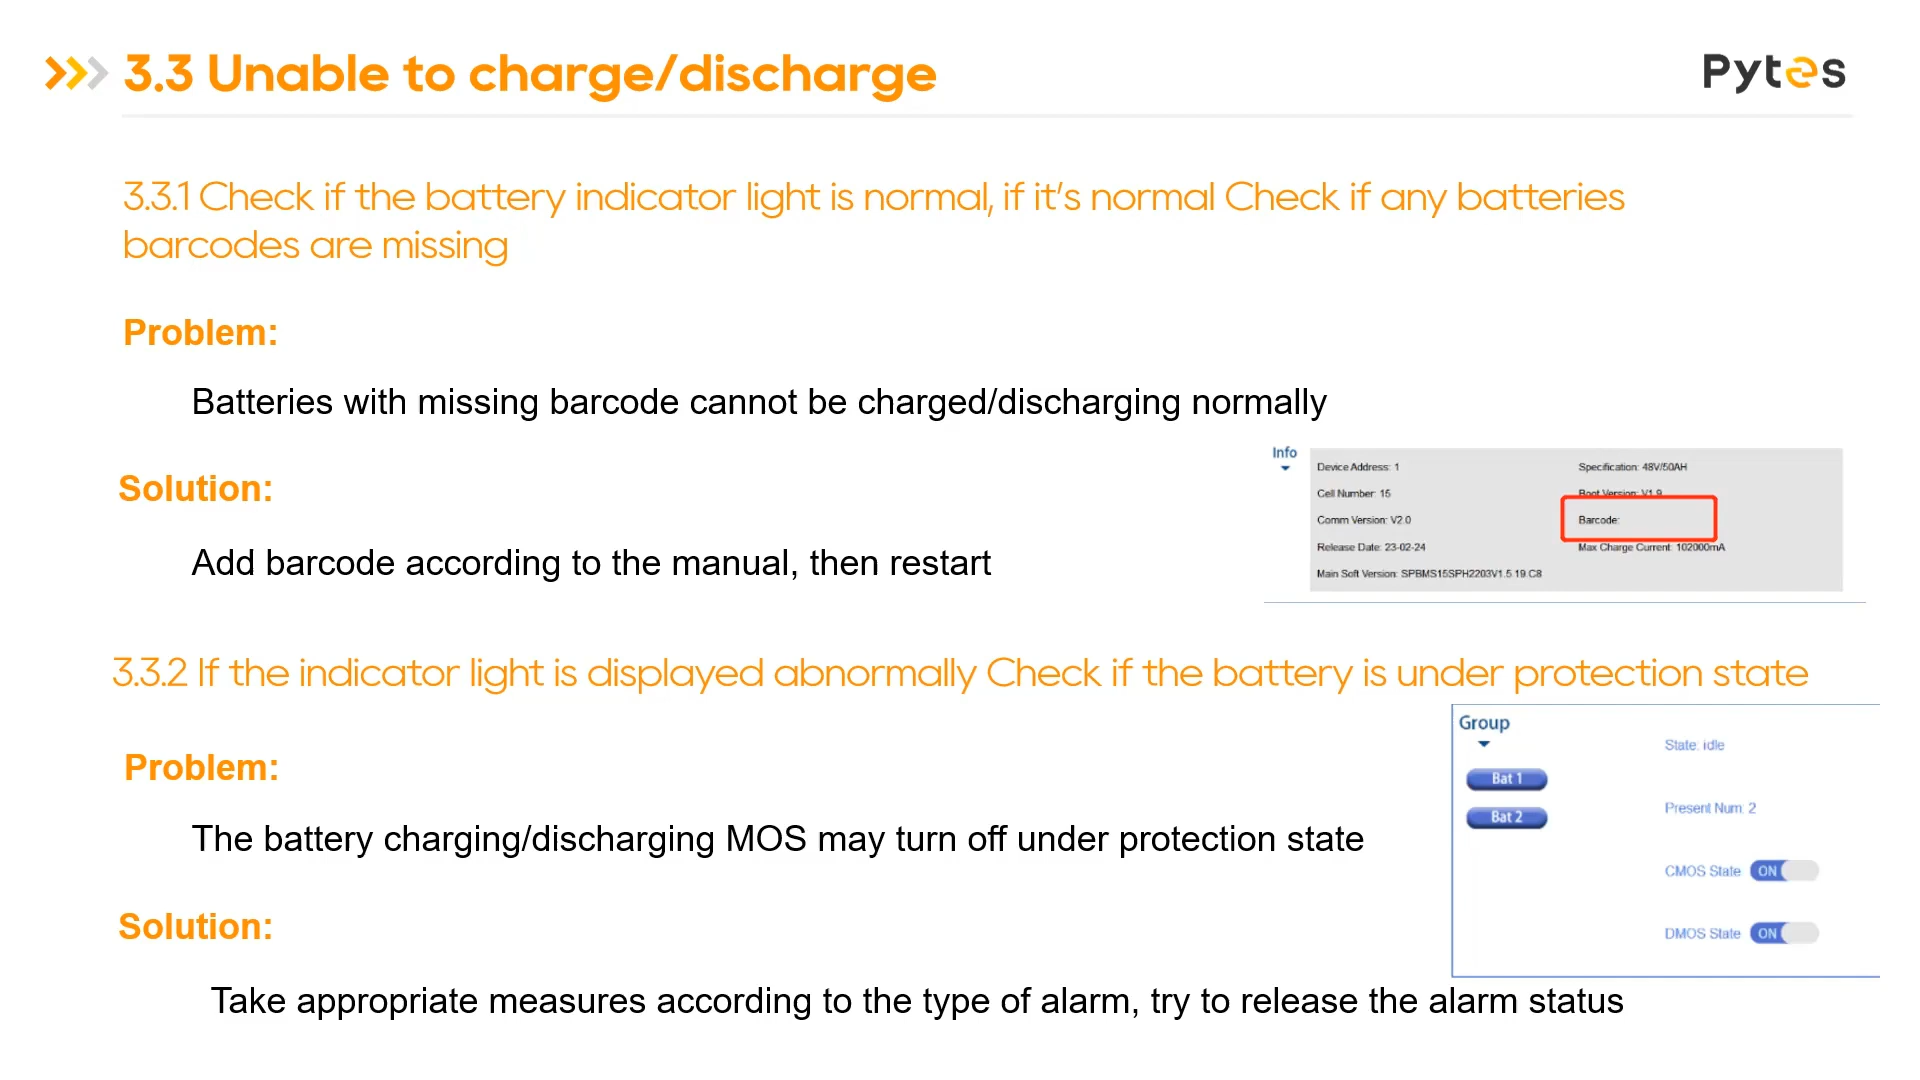 3.3 Unable to charge/discharge
Pytes
3.3.1 Check if the battery indicator light is normal, if it's normal Check if any batteries
barcodes are missing
Problem:
Batteries with missing barcode cannot be charged/discharging normally
Solution:
Add barcode according to the manual, then restart
Info
Device Address: 1
Specification: 48V/50AH
Cell Number: 15
Boot Version: V1.9
Comm Version: V2.0
Barcode:
Release Date: 23-02-24
Max Charge Current: 102000mA
Main Soft Version: SPBMS15SPH2203V1.5.19.C8
3.3.2 If the indicator light is displayed abnormally Check if the battery is under protection state
Problem:
The battery charging/discharging MOS may turn off under protection state
Solution:
Take appropriate measures according to the type of alarm, try to release the alarm status
Group
State: idle
Bat 1
Present Num: 2
Bat 2
CMOS State ON
DMOS State ON